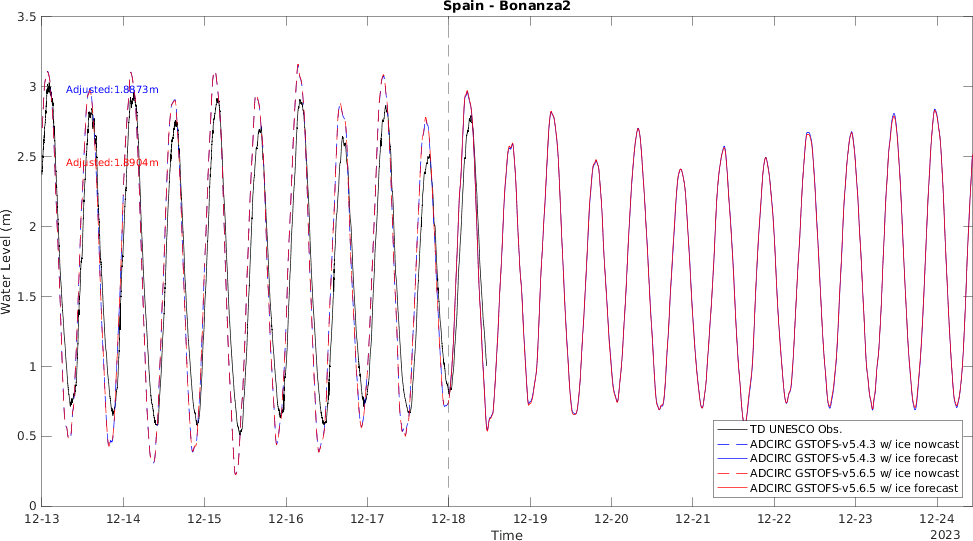 Spain - Bonanza2
3.5
3
2.5
2
1.5
1
0.5
0
Water Level (m)
Adjusted:1.8873m
Adjusted:1.8904m
TD UNESCO Obs.
ADCIRC GSTOFS-v5.4.3 w/ ice nowcast
ADCIRC GSTOFS-v5.4.3 w/ ice forecast
ADCIRC GSTOFS-v5.6.5 w/ ice nowcast
ADCIRC GSTOFS-v5.6.5 w/ ice forecast
12-13 12-14 12-15 12-16 12-17 12-18 12-19 12-20 12-21 12-22 12-23 12-24
Time
2023